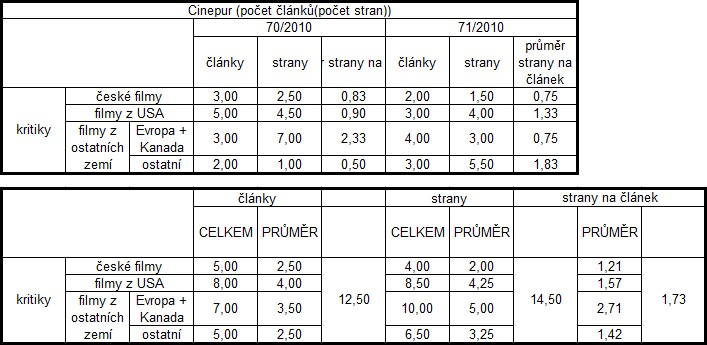 Cinepur (počet článků(počet stran))
70/2010 71/2010
články strany r strany na články strany průměr strany na článek
kritiky
české filmy 3,00 2,50 0,83 2,00 1,50 0,75
filmy z USA 5,00 4,50 0,90 3,00 4,00 1,33
filmy z ostatních zemí
Evropa + Kanada 3,00 7,00 2,33 4,00 3,00 0,75
ostatní 2,00 1,00 0,50 3,00 5,50 1,83
články strany strany na článek
CELKEM PRŮMĚR CELKEM PRŮMĚR PRŮMĚR
kritiky
české filmy 5,00 2,50 4,00 2,00 1,21
filmy z USA 8,00 4,00 8,50 4,25 1,57
12,50 14,50 1,73
filmy z ostatních zemí
Evropa + Kanada 7,00 3,50 10,00 5,00 2,71
ostatní 5,00 2,50 6,50 3,25 1,42